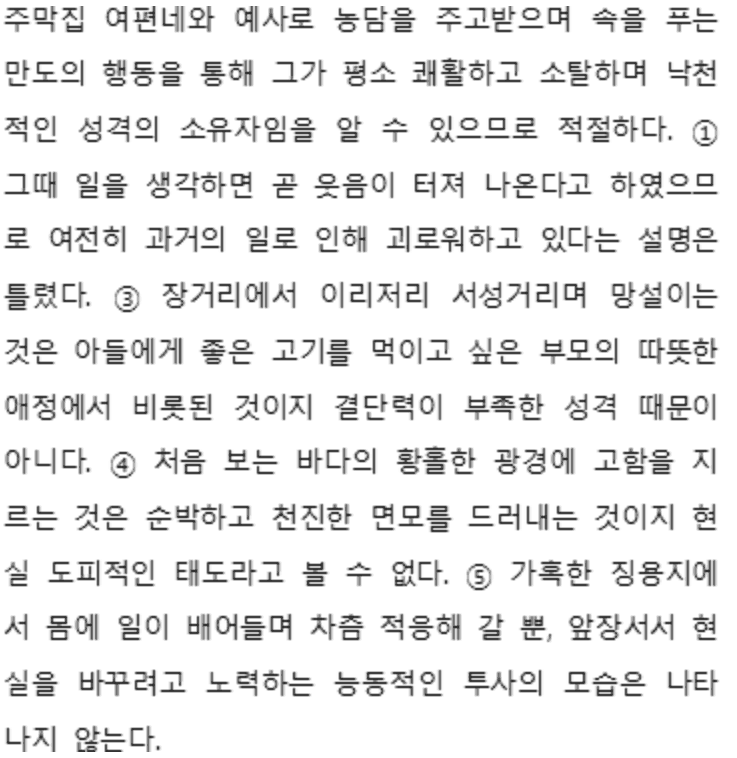 주막집 여편네와 예사로 농담을 주고받으며 속을 푸는
만도의 행동을 통해 그가 평소 쾌활하고 소탈하며 낙천
적인 성격의 소유자임을 알 수 있으므로 적절하다. ①
그때 일을 생각하면 곧 웃음이 터져 나온다고 하였으므
로 여전히 과거의 일로 인해 괴로워하고 있다는 설명은
틀렸다. ③ 장거리에서 이리저리 서성거리며 망설이는
것은 아들에게 좋은 고기를 먹이고 싶은 부모의 따뜻한
애정에서 비롯된 것이지 결단력이 부족한 성격 때문이
아니다. ④ 처음 보는 바다의 황홀한 광경에 고함을 지
르는 것은 순박하고 천진한 면모를 드러내는 것이지 현
실 도피적인 태도라고 볼 수 없다. ⑤ 가혹한 징용지에
서 몸에 일이 배어들며 차츰 적응해 갈 뿐, 앞장서서 현
실을 바꾸려고 노력하는 능동적인 투사의 모습은 나타
나지 않는다.